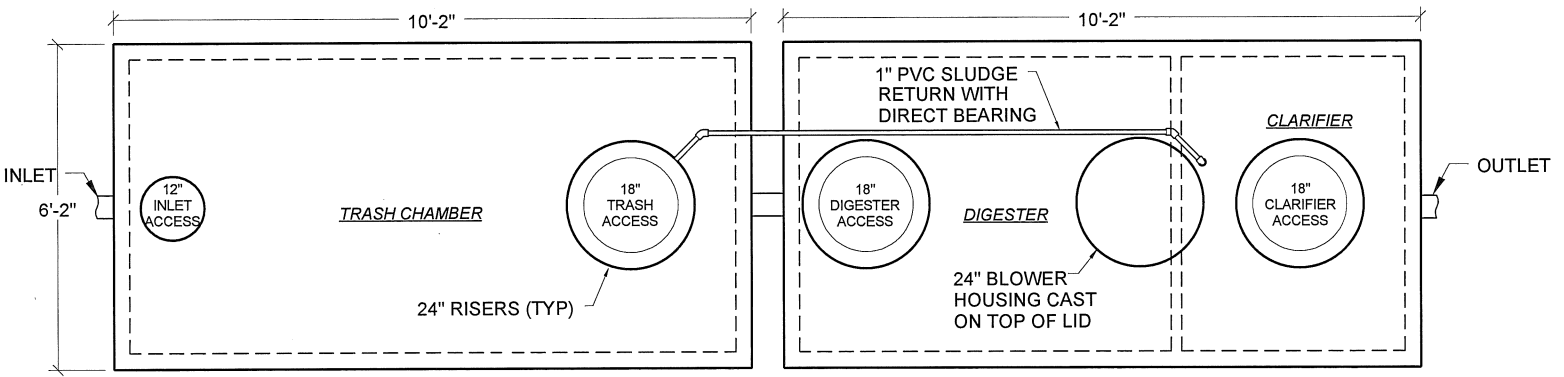 10'-2"
10'-2"
1" PVC SLUDGE
RETURN WITH
DIRECT BEARING
CLARIFIER
INLET
OUTLET
6'-2"
12"
INLET
ACCESS
TRASH CHAMBER
18"
TRASH
ACCESS
18"
DIGESTER
ACCESS
DIGESTER
18"
CLARIFIER
ACCESS
24" RISERS (TYP)
24" BLOWER
HOUSING CAST
ON TOP OF LID